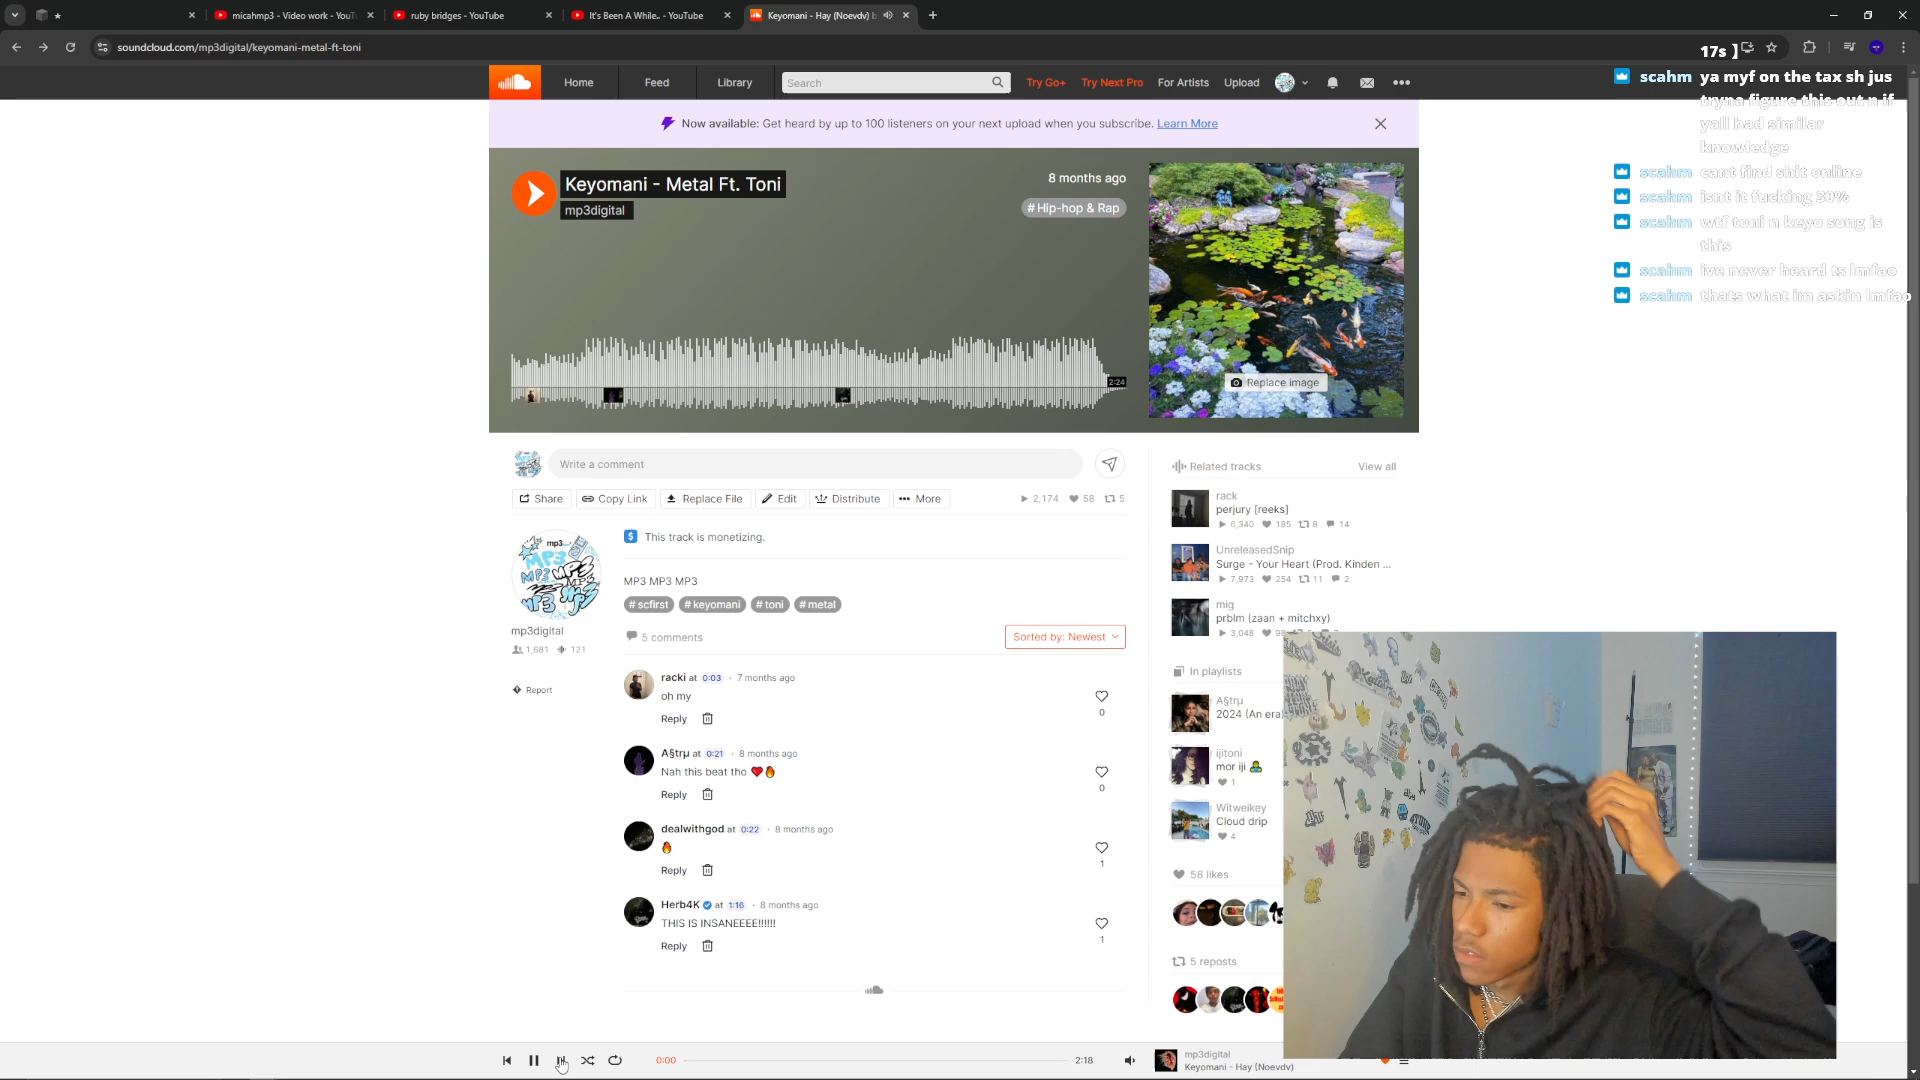 micahmp3 - Video work - YouT
ruby bridges - YouTube
It's Been A While.. - YouTube
Keyomani - Hay (Noevdv) b
soundcloud.com/mp3digital/keyomani-metal-ft-toni
17s ]
Home
Feed
Library
Search
Try Go+
Try Next Pro
For Artists
Upload
scahm ya myf on the tax sh jus
tryna figure this out n if
yall had similar
knowledge
scahm cant find shit online
scahm isnt it fucking 30%
scahm wtf toni n keyo song is
this
scahm ive never heard ts lmfao
scahm thats what im askin lmfao
Now available: Get heard by up to 100 listeners on your next upload when you subscribe. Learn More
Keyomani - Metal Ft. Toni
mp3digital
8 months ago
# Hip-hop & Rap
2:24
Replace image
Write a comment
Share
Copy Link
Replace File
Edit
Distribute
More
2,174
58
5
This track is monetizing.
MP3 MP3 MP3
# scfirst
# keyomani
# toni
# metal
mp3digital
1,681
121
Report
5 comments
Sorted by: Newest
racki at 0:03 · 7 months ago
oh my
Reply
0
A§trµ at 0:21 · 8 months ago
Nah this beat tho ❤️🔥
Reply
0
dealwithgod at 0:22 · 8 months ago
🔥
Reply
1
Herb4K at 1:16 · 8 months ago
THIS IS INSANEEEE!!!!!!
Reply
1
Related tracks
View all
rack
perjury [reeks]
6,340
185
8
14
UnreleasedSnip
Surge - Your Heart (Prod. Kinden ...
7,973
254
11
2
mig
prblm (zaan + mitchxy)
3,048
In playlists
A§trµ
2024 (An era)
ijitoni
mor iji
1
Witweikey
Cloud drip
4
58 likes
5 reposts
0:00
2:18
mp3digital
Keyomani - Hay (Noevdv)